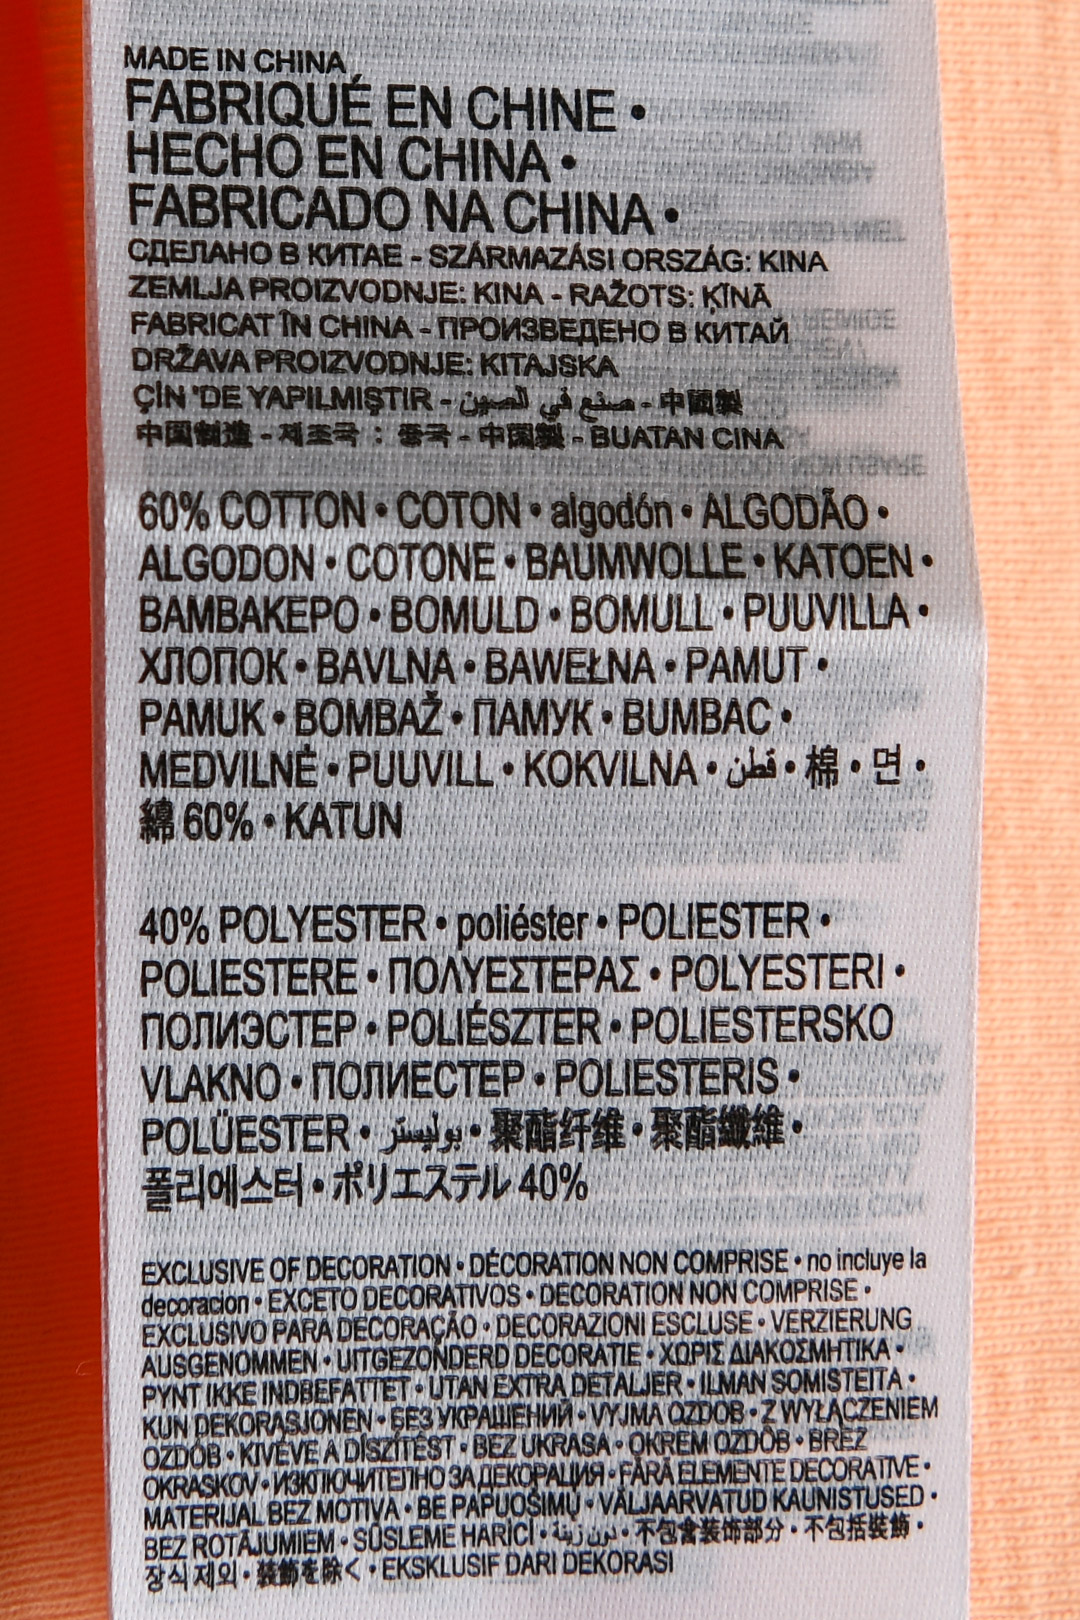 MADE IN CHINA
FABRIQUÉ EN CHINE •
HECHO EN CHINA •
FABRICADO NA CHINA •
СДЕЛАНО В КИТАЕ - SZÁRMAZÁSI ORSZÁG: KINA
ZEMLJA PROIZVODNJE: KINA - RAŽOTS: ĶĪNĀ
FABRICAT ÎN CHINA - ПРОИЗВЕДЕНО В КИТАЙ
DRŽAVA PROIZVODNJE: KITAJSKA
ÇİN 'DE YAPILMIŞTIR - صنع في الصين - 中國製
中国制造 - 제조국 : 중국 - 中国製 - BUATAN CINA
60% COTTON • COTON • algodón • ALGODÃO •
ALGODON • COTONE • BAUMWOLLE • KATOEN •
ΒΑΜΒΑΚΕΡΟ • BOMULD • BOMULL • PUUVILLA •
ХЛОПОК • BAVLNA • BAWEŁNA • PAMUT •
PAMUK • BOMBAŽ • ПАМУК • BUMBAC •
MEDVILNĖ • PUUVILL • KOKVILNA • قطن • 棉 • 면 •
綿 60% • KATUN
40% POLYESTER • poliéster • POLIESTER •
POLIESTERE • ΠΟΛΥΕΣΤΕΡΑΣ • POLYESTERI •
ПОЛИЭСТЕР • POLIÉSZTER • POLIESTERSKO
VLAKNO • ПОЛИЕСТЕР • POLIESTERIS •
POLÜESTER • بوليستر • 聚酯纤维 • 聚酯纖維 •
폴리에스터 • ポリエステル 40%
EXCLUSIVE OF DECORATION • DÉCORATION NON COMPRISE • no incluye la
decoracion • EXCETO DECORATIVOS • DECORATION NON COMPRISE •
EXCLUSIVO PARA DECORAÇÃO • DECORAZIONI ESCLUSE • VERZIERUNG
AUSGENOMMEN • UITGEZONDERD DECORATIE • ΧΩΡΙΣ ΔΙΑΚΟΣΜΗΤΙΚΑ •
PYNT IKKE INDBEFATTET • UTAN EXTRA DETALJER • ILMAN SOMISTEITA •
KUN DEKORASJONEN • БЕЗ УКРАШЕНИЙ • VYJMA OZDOB • Z WYŁĄCZENIEM
OZDÓB • KIVÉVE A DÍSZÍTÉST • BEZ UKRASA • OKREM OZDÔB • BREZ
OKRASKOV • ИЗКЛЮЧИТЕЛНО ЗА ДЕКОРАЦИЯ • FĂRĂ ELEMENTE DECORATIVE •
MATERIJAL BEZ MOTIVA • BE PAPUOŠIMŲ • VÄLJAARVATUD KAUNISTUSED •
BEZ ROTĀJUMIEM • SÜSLEME HARİCİ • دون زينة • 不包含装饰部分 • 不包括裝飾 •
장식 제외 • 装飾を除く • EKSKLUSIF DARI DEKORASI